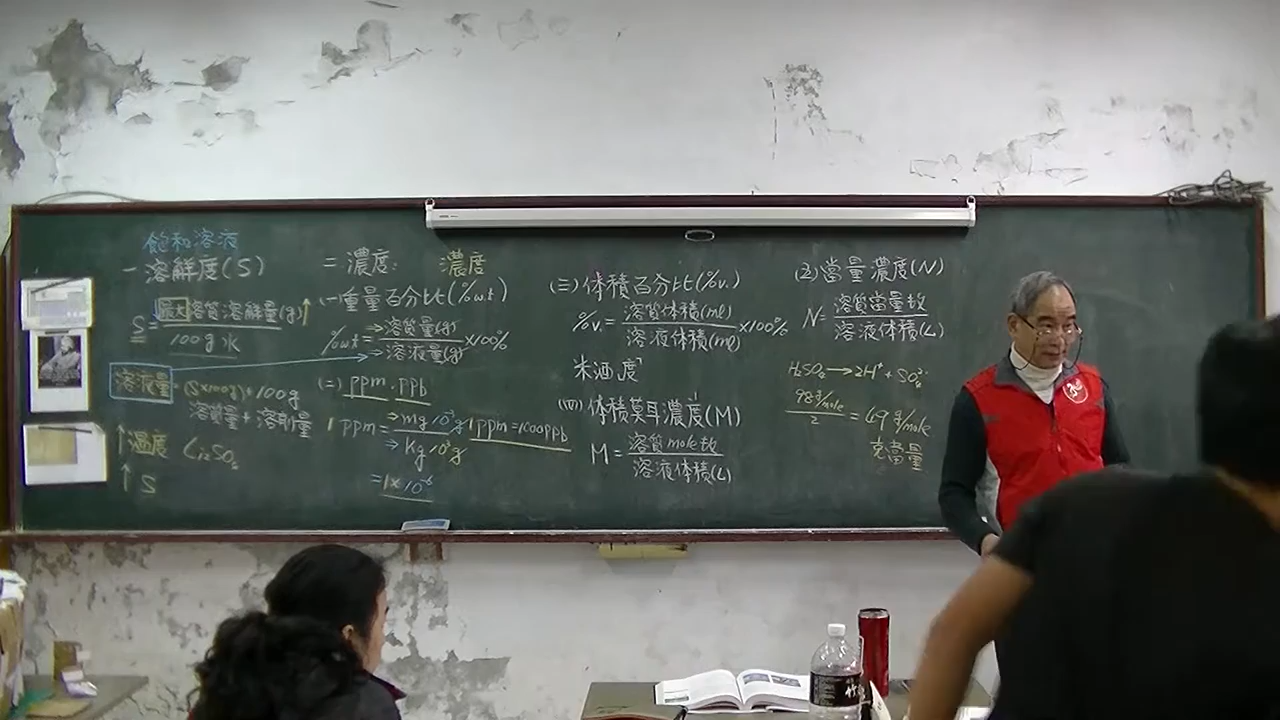 飽和溶液
一溶解度(S)
S=最大溶質溶解量(g)↑
100g水
溶液量=(S×100g)+100g
溶質量+溶劑量
↑溫度 Li₂SO₄
↑S
二濃度: 濃度
(一)重量百分比(%w.t)
%w.t=⇒溶質量(g)
⇒溶液量(g)×100%
(二) ppm.ppb
1ppm=⇒mg 10⁻³g
⇒kg 10³g
1ppm=1000ppb
=1×10⁻⁶
(三)体積百分比(%v.)
%v.=溶質体積(ml)
溶液体積(ml)×100%
米酒度
(四)体積莫耳濃度(M)
M=溶質mole數
溶液体積(L)
(五)當量濃度(N)
N=溶質當量數
溶液体積(L)
H₂SO₄→2H⁺+SO₄²⁻
98g/mole
2 =49g/mole
克當量